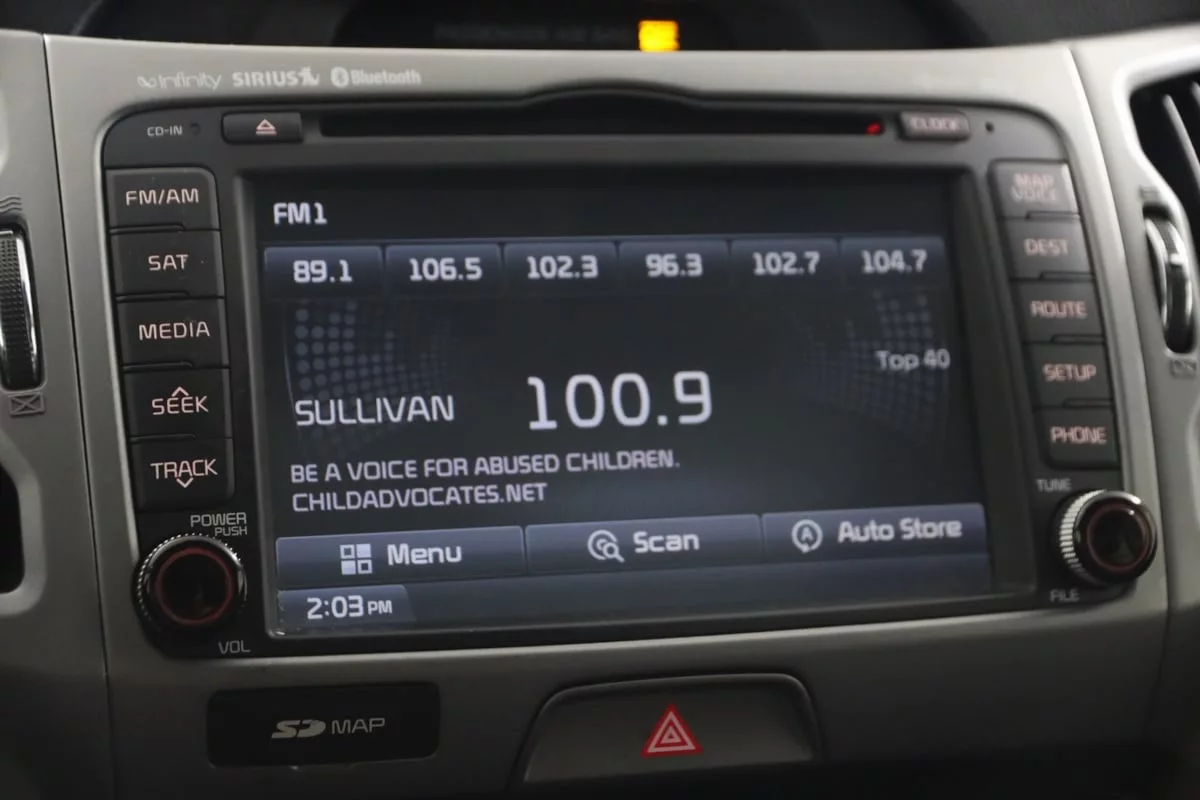 infinity SIRIUS Bluetooth
CD-IN
CLOCK
FM/AM
SAT
MEDIA
SEEK
TRACK
POWER
PUSH
VOL
FM1
89.1 106.5 102.3 96.3 102.7 104.7
Top 40
SULLIVAN 100.9
BE A VOICE FOR ABUSED CHILDREN.
CHILDADVOCATES.NET
Menu Scan Auto Store
2:03 PM
MAP
VOICE
DEST
ROUTE
SETUP
PHONE
TUNE
FILE
SD MAP